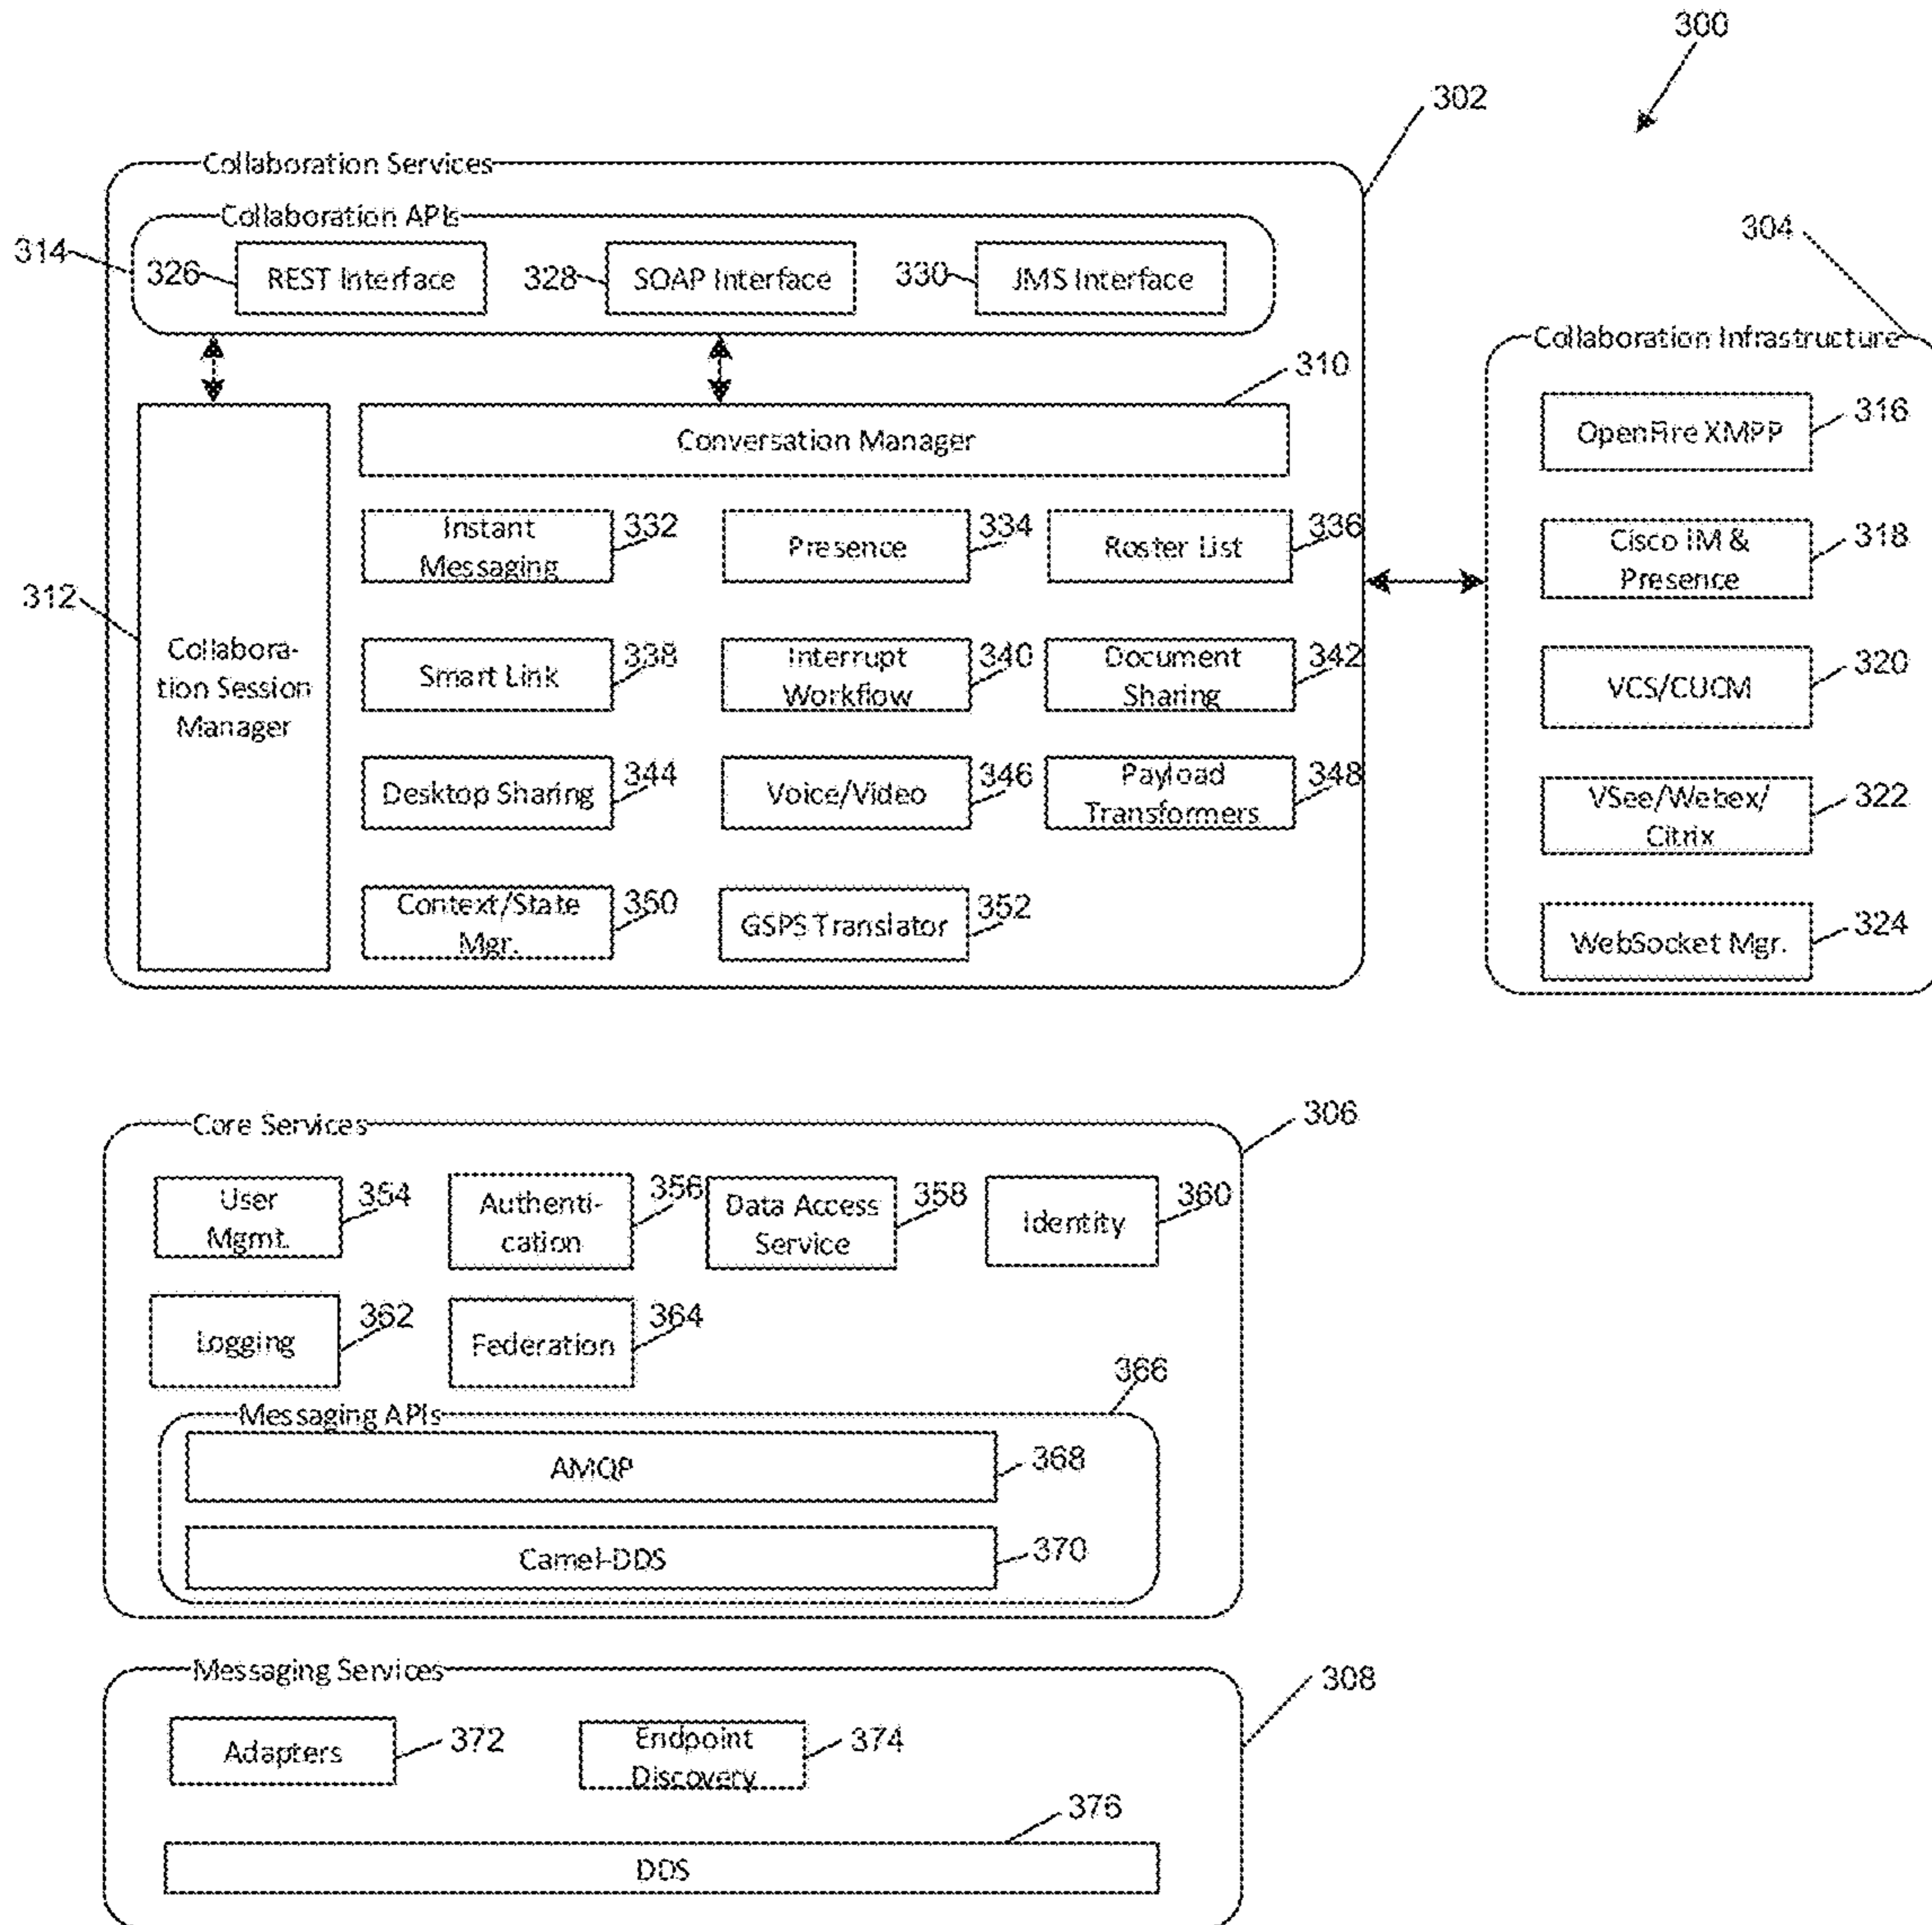 300
302
Collaboration Services
Collaboration APIs
304
314
326
REST Interface
328
SOAP Interface
330
JMS Interface
Collaboration Infrastructure
310
Conversation Manager
316
OpenFire XMPP
Instant
Messaging
332
Presence
334
Roster List
336
Cisco IM &
Presence
318
312
Collabora-
tion Session
Manager
Smart Link
338
Interrupt
Workflow
340
Document
Sharing
342
VCS/CUCM
320
Desktop Sharing
344
Voice/Video
346
Payload
Transformers
348
VSee/Webex/
Citrix
322
Context/State
Mgr.
350
GSPS Translator
352
WebSocket Mgr.
324
Core Services
306
User
Mgmt.
354
Authenti-
cation
356
Data Access
Service
358
Identity
360
Logging
362
Federation
364
366
Messaging APIs
AMQP
368
Camel-DDS
370
Messaging Services
308
Adapters
372
Endpoint
Discovery
374
376
DDS